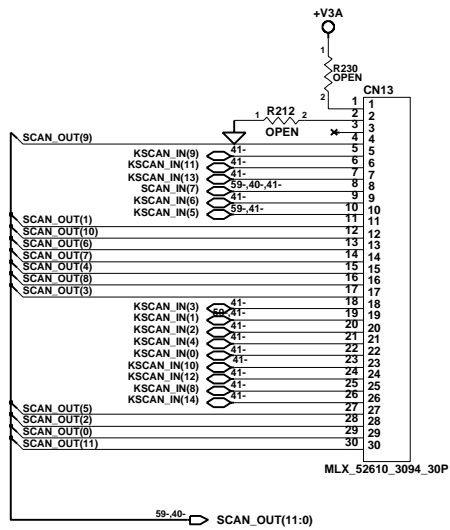 +V3A
1
R230
OPEN
2
CN13
R212
1 2
OPEN
1 1
2 2
3 3
SCAN_OUT(9) 4 4
KSCAN_IN(9) 41- 5 5
KSCAN_IN(11) 41- 6 6
KSCAN_IN(13) 41- 7 7
SCAN_IN(7) 59-,40-,41- 8 8
KSCAN_IN(6) 41- 9 9
KSCAN_IN(5) 59-,41- 10 10
SCAN_OUT(1) 11 11
SCAN_OUT(10) 12 12
SCAN_OUT(6) 13 13
SCAN_OUT(7) 14 14
SCAN_OUT(4) 15 15
SCAN_OUT(8) 16 16
SCAN_OUT(3) 17 17
KSCAN_IN(3) 41- 18 18
KSCAN_IN(1) 59-,41- 19 19
KSCAN_IN(2) 41- 20 20
KSCAN_IN(4) 41- 21 21
KSCAN_IN(0) 41- 22 22
KSCAN_IN(10) 41- 23 23
KSCAN_IN(12) 41- 24 24
KSCAN_IN(8) 41- 25 25
KSCAN_IN(14) 41- 26 26
SCAN_OUT(5) 27 27
SCAN_OUT(2) 28 28
SCAN_OUT(0) 29 29
SCAN_OUT(11) 30 30
MLX_52610_3094_30P
59-,40- SCAN_OUT(11:0)